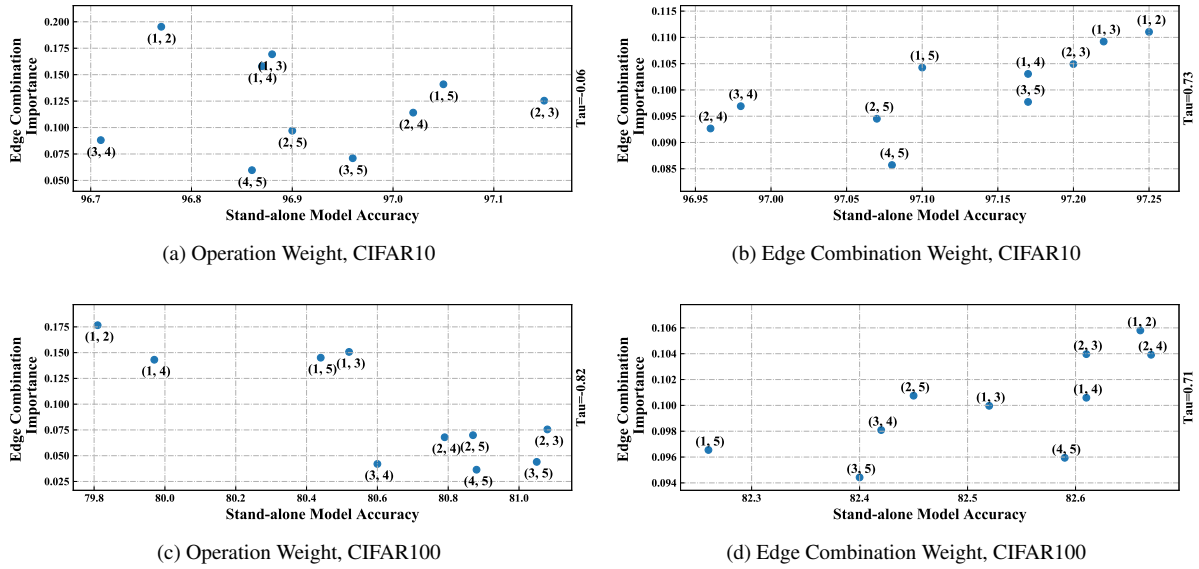 0.200
0.175
0.150
0.125
0.100
0.075
0.050
Edge Combination
Importance
(1, 2)
(1, 3)
(1, 4)
(1, 5)
(2, 3)
(2, 4)
(2, 5)
(3, 4)
(3, 5)
(4, 5)
96.7 96.8 96.9 97.0 97.1
Stand-alone Model Accuracy
Tau=-0.06
(a) Operation Weight, CIFAR10
0.115
0.110
0.105
0.100
0.095
0.090
0.085
Edge Combination
Importance
(1, 2)
(1, 3)
(2, 3)
(1, 5)
(1, 4)
(3, 4)
(3, 5)
(2, 5)
(2, 4)
(4, 5)
96.95 97.00 97.05 97.10 97.15 97.20 97.25
Stand-alone Model Accuracy
Tau=0.73
(b) Edge Combination Weight, CIFAR10
0.175
0.150
0.125
0.100
0.075
0.050
0.025
Edge Combination
Importance
(1, 2)
(1, 4)
(1, 5)
(1, 3)
(2, 3)
(2, 4)
(2, 5)
(3, 4)
(3, 5)
(4, 5)
79.8 80.0 80.2 80.4 80.6 80.8 81.0
Stand-alone Model Accuracy
Tau=-0.82
(c) Operation Weight, CIFAR100
0.106
0.104
0.102
0.100
0.098
0.096
0.094
Edge Combination
Importance
(1, 2)
(2, 3)
(2, 4)
(2, 5)
(1, 4)
(1, 3)
(3, 4)
(1, 5)
(4, 5)
(3, 5)
82.3 82.4 82.5 82.6
Stand-alone Model Accuracy
Tau=0.71
(d) Edge Combination Weight, CIFAR100